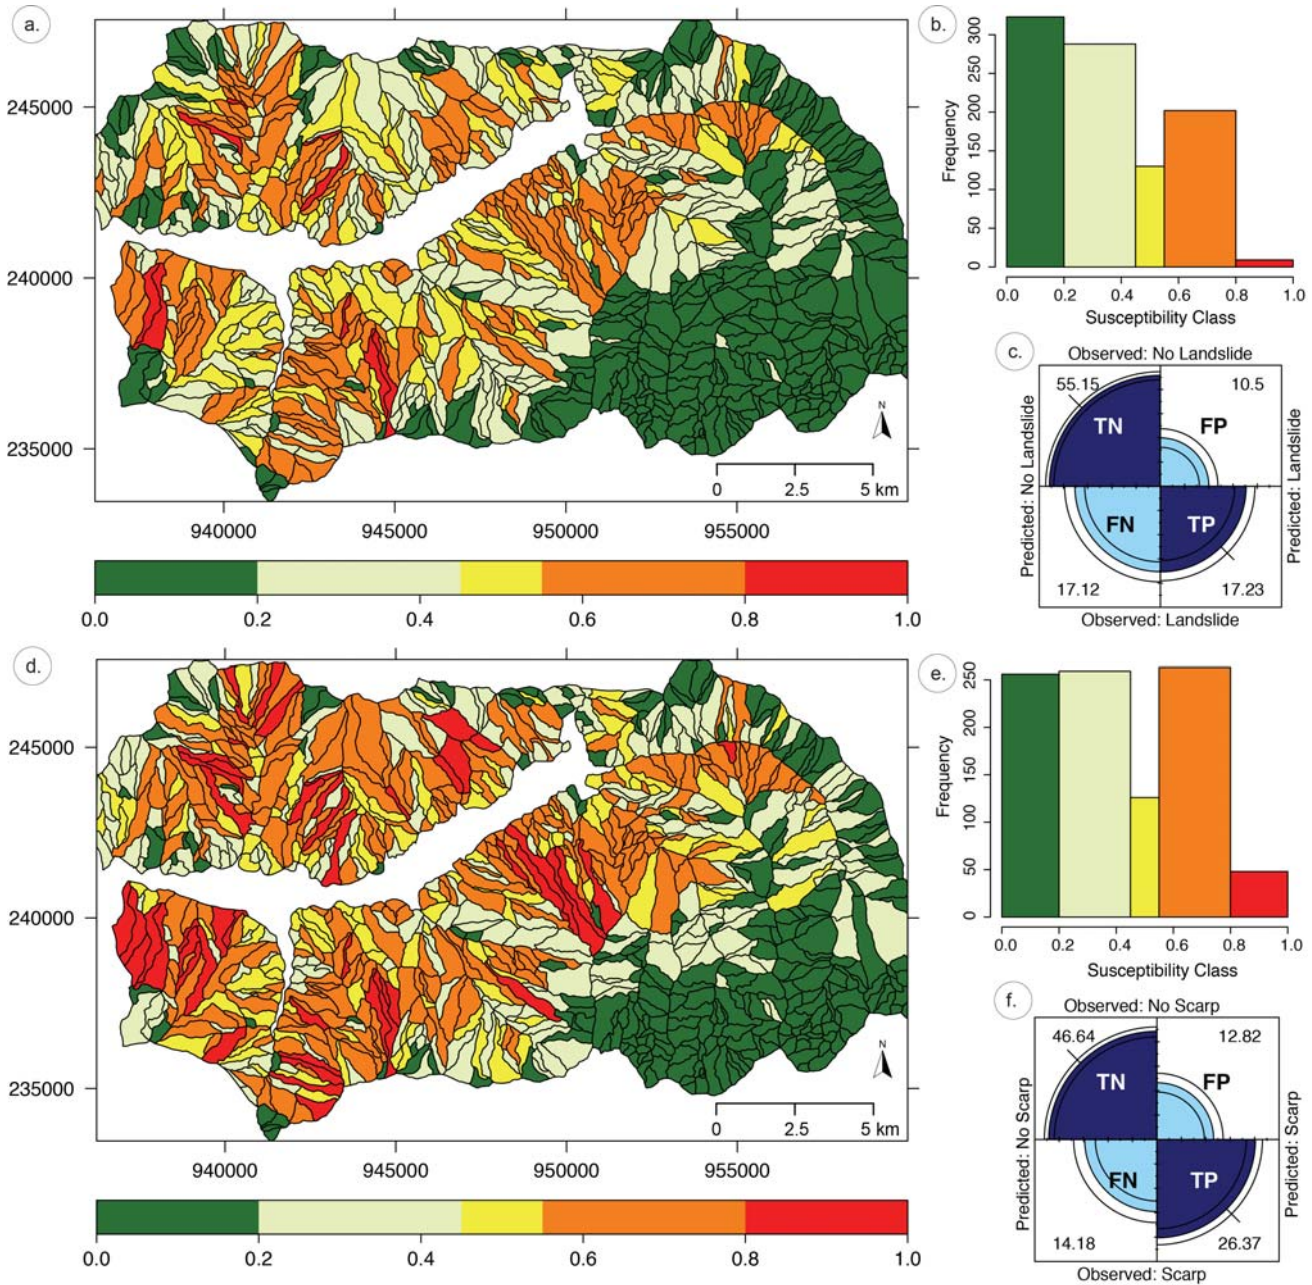 a.
245000
240000
235000
N
0 2.5 5 km
940000 945000 950000 955000
0.0 0.2 0.4 0.6 0.8 1.0
b.
Frequency
300
250
200
150
100
50
0
0.0 0.2 0.4 0.6 0.8 1.0
Susceptibility Class
c.
Observed: No Landslide
55.15 10.5
TN FP
Predicted: No Landslide
Predicted: Landslide
FN TP
17.12 17.23
Observed: Landslide
d.
245000
240000
235000
N
0 2.5 5 km
940000 945000 950000 955000
0.0 0.2 0.4 0.6 0.8 1.0
e.
Frequency
250
200
150
100
50
0
0.0 0.2 0.4 0.6 0.8 1.0
Susceptibility Class
f.
Observed: No Scarp
46.64 12.82
TN FP
Predicted: No Scarp
Predicted: Scarp
FN TP
14.18 26.37
Observed: Scarp